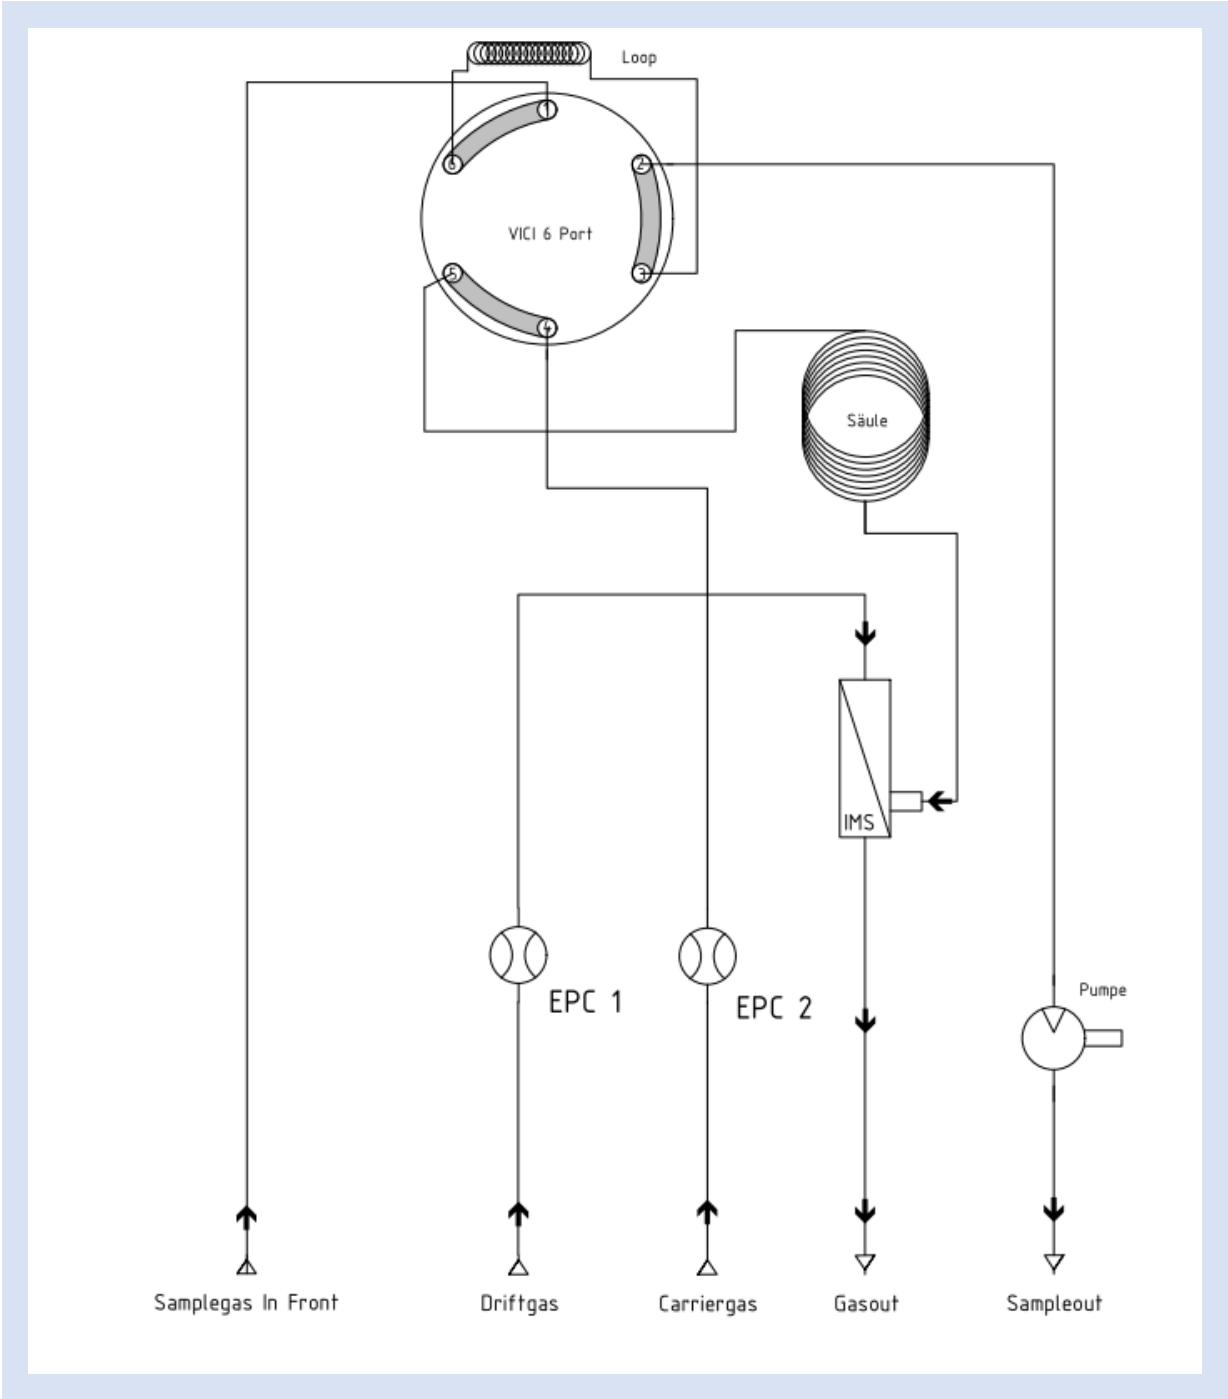 Loop
1
6
2
VICI 6 Port
5
3
4
Säule
IMS
EPC 1
EPC 2
Pumpe
Samplegas In Front
Driftgas
Carriergas
Gasout
Sampleout